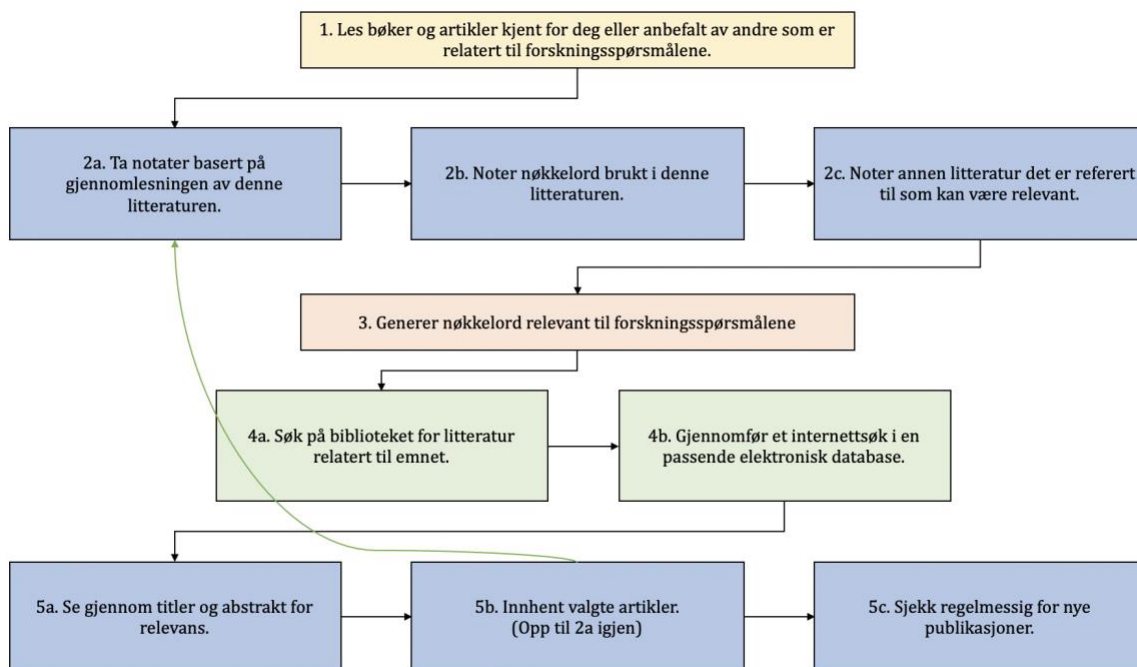 1. Les bøker og artikler kjent for deg eller anbefalt av andre som er
relatert til forskningsspørsmålene.
2a. Ta notater basert på
gjennomlesningen av denne
litteraturen.
2b. Noter nøkkelord brukt i denne
litteraturen.
2c. Noter annen litteratur det er referert
til som kan være relevant.
3. Generer nøkkelord relevant til forskningsspørsmålene
4a. Søk på biblioteket for litteratur
relatert til emnet.
4b. Gjennomfør et internettsøk i en
passende elektronisk database.
5a. Se gjennom titler og abstrakt for
relevans.
5b. Innhent valgte artikler.
(Opp til 2a igjen)
5c. Sjekk regelmessig for nye
publikasjoner.